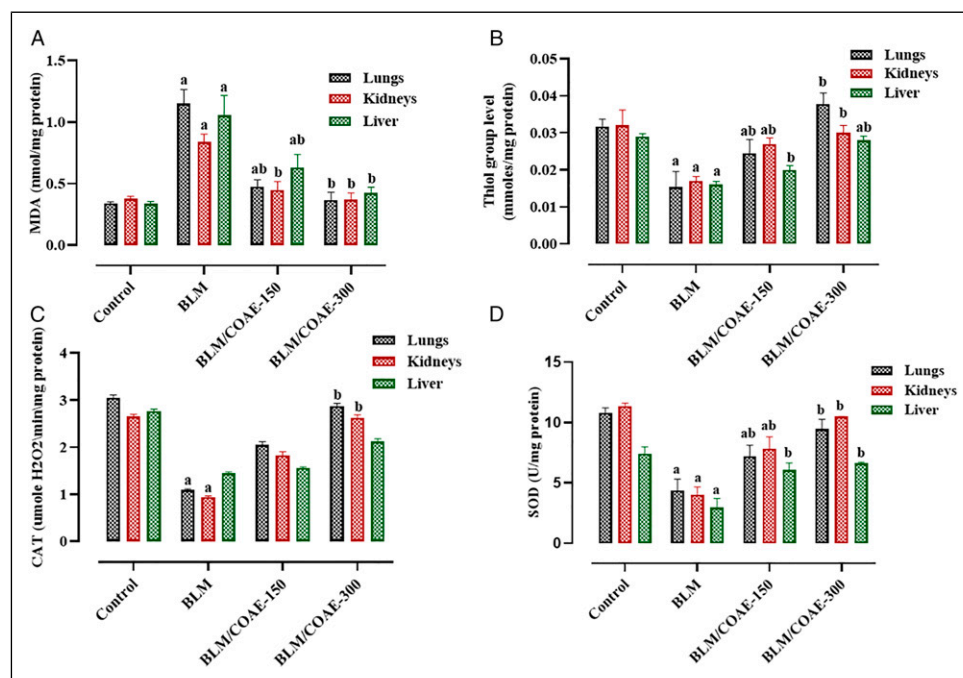 A
MDA (nmol/mg protein)
1.5
1.0
0.5
0.0
a
a
a
ab
b
ab
b
b
b
Lungs
Kidneys
Liver
Control
BLM
BLM/COAE-150
BLM/COAE-300
B
Thiol group level
(mmoles/mg protein)
0.05
0.04
0.03
0.02
0.01
0.00
a
a
a
ab
ab
b
b
b
ab
Lungs
Kidneys
Liver
Control
BLM
BLM/COAE-150
BLM/COAE-300
C
CAT (umole H2O2\min\mg protein)
4
3
2
1
0
a
a
b
b
Lungs
Kidneys
Liver
Control
BLM
BLM/COAE-150
BLM/COAE-300
D
SOD (U/mg protein)
15
10
5
0
a
a
a
ab
ab
b
b
b
b
Lungs
Kidneys
Liver
Control
BLM
BLM/COAE-150
BLM/COAE-300